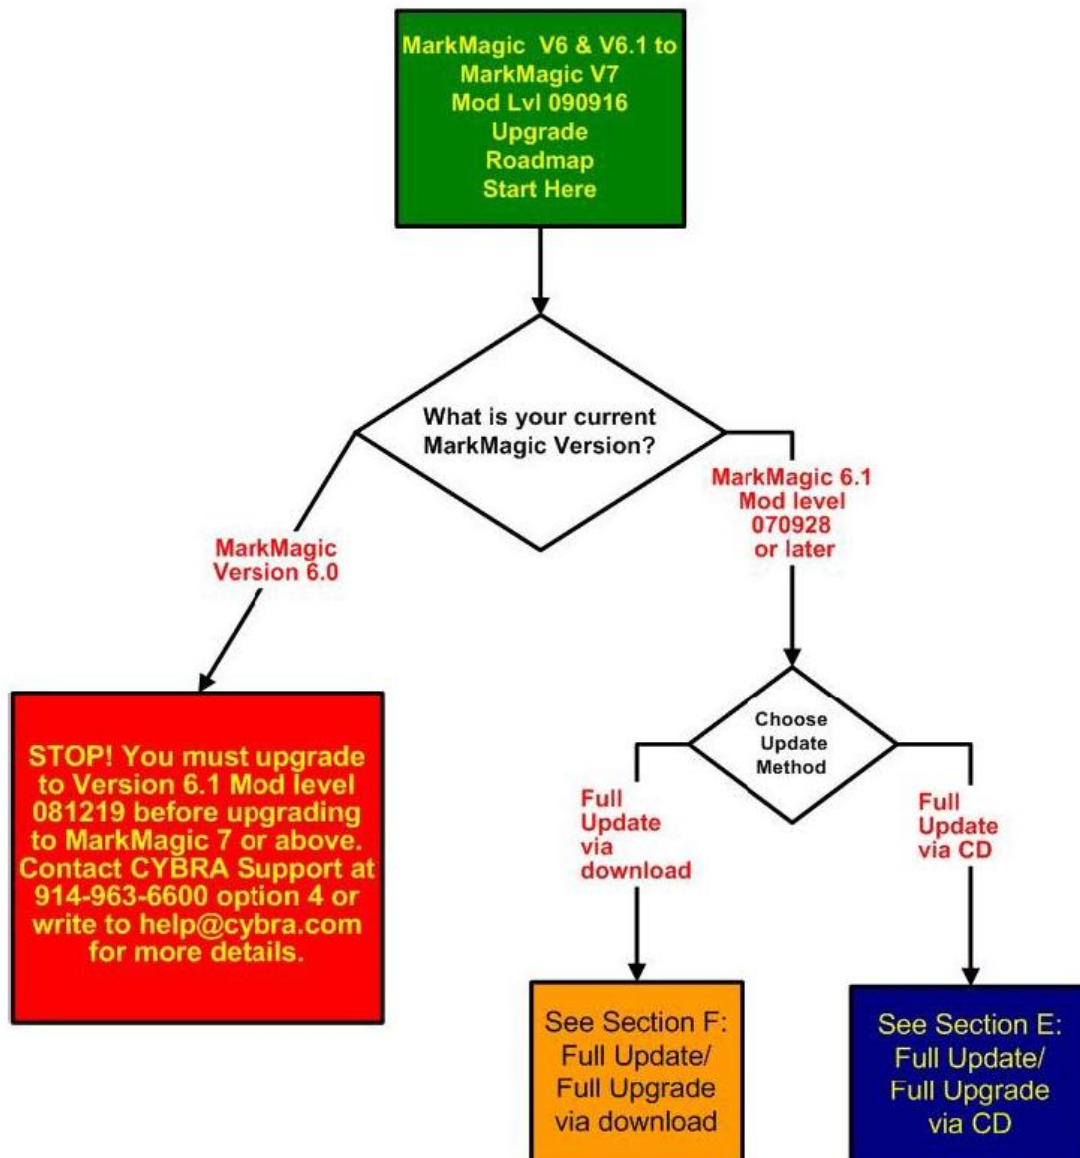 MarkMagic V6 & V6.1 to
MarkMagic V7
Mod Lvl 090916
Upgrade
Roadmap
Start Here
What is your current
MarkMagic Version?
MarkMagic
Version 6.0
MarkMagic 6.1
Mod level
070928
or later
STOP! You must upgrade
to Version 6.1 Mod level
081219 before upgrading
to MarkMagic 7 or above.
Contact CYBRA Support at
914-963-6600 option 4 or
write to help@cybra.com
for more details.
Choose
Update
Method
Full
Update
via
download
Full
Update
via CD
See Section F:
Full Update/
Full Upgrade
via download
See Section E:
Full Update/
Full Upgrade
via CD